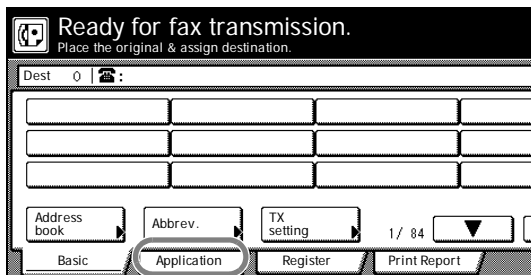 Ready for fax transmission.
Place the original & assign destination.
Dest 0 :
Address
book
Abbrev.
TX
setting
1/ 84
Basic
Application
Register
Print Report